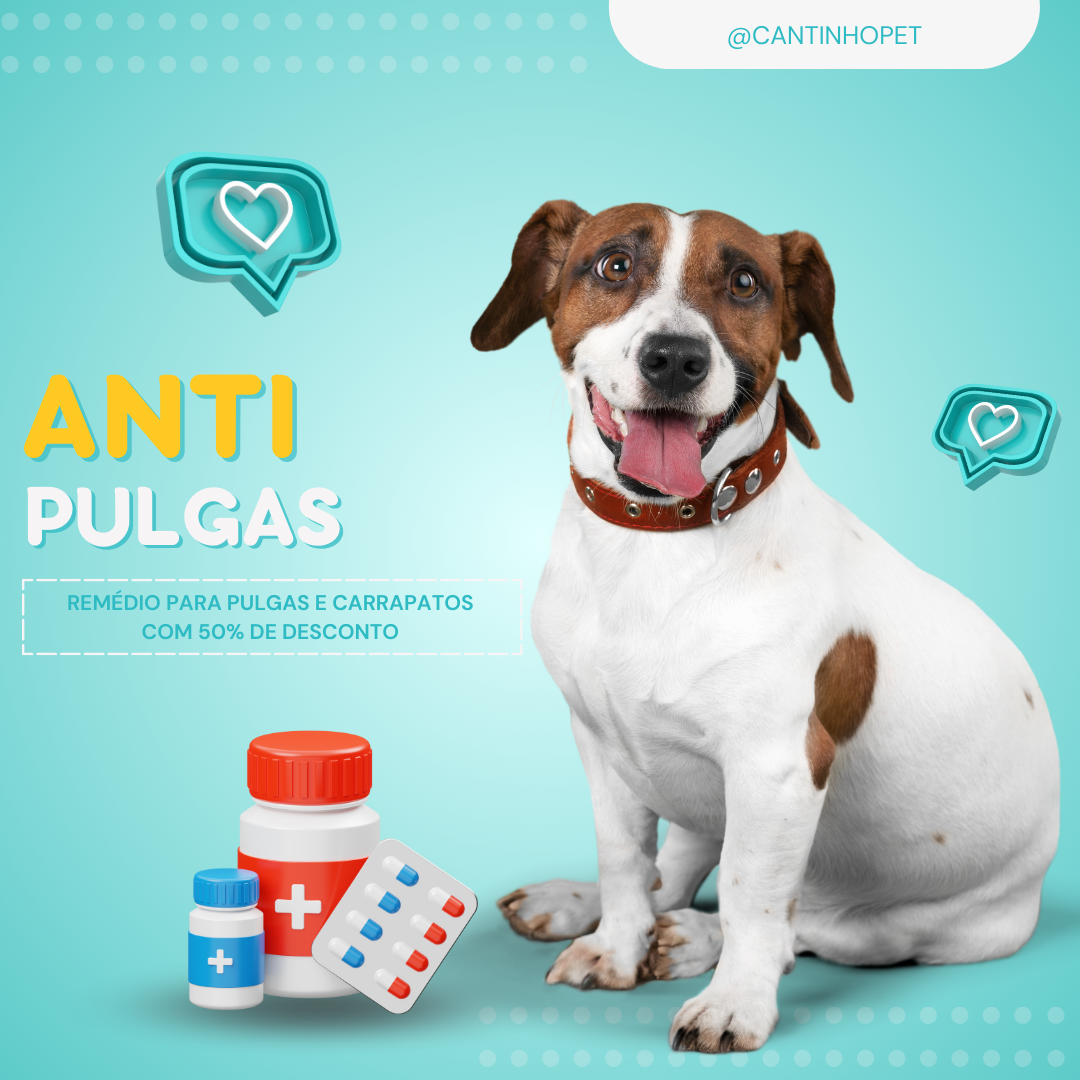 @CANTINHOPET
ANTI
PULGAS
REMÉDIO PARA PULGAS E CARRAPATOS
COM 50% DE DESCONTO